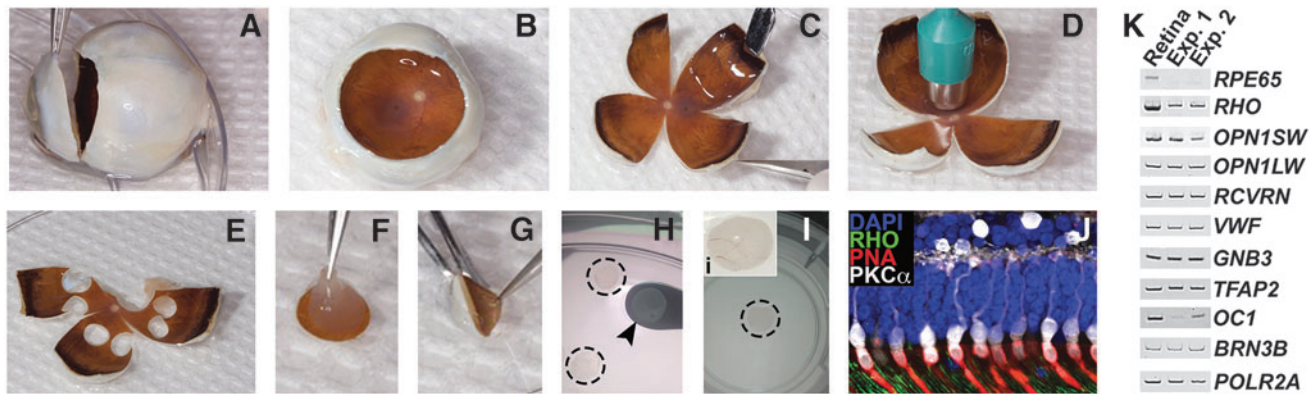 A
B
C
D
K
Retina
Exp. 1
Exp. 2
RPE65
RHO
OPN1SW
OPN1LW
RCVRN
VWF
GNB3
TFAP2
OC1
BRN3B
POLR2A
E
F
G
H
I
i
J
DAPI
RHO
PNA
PKCα